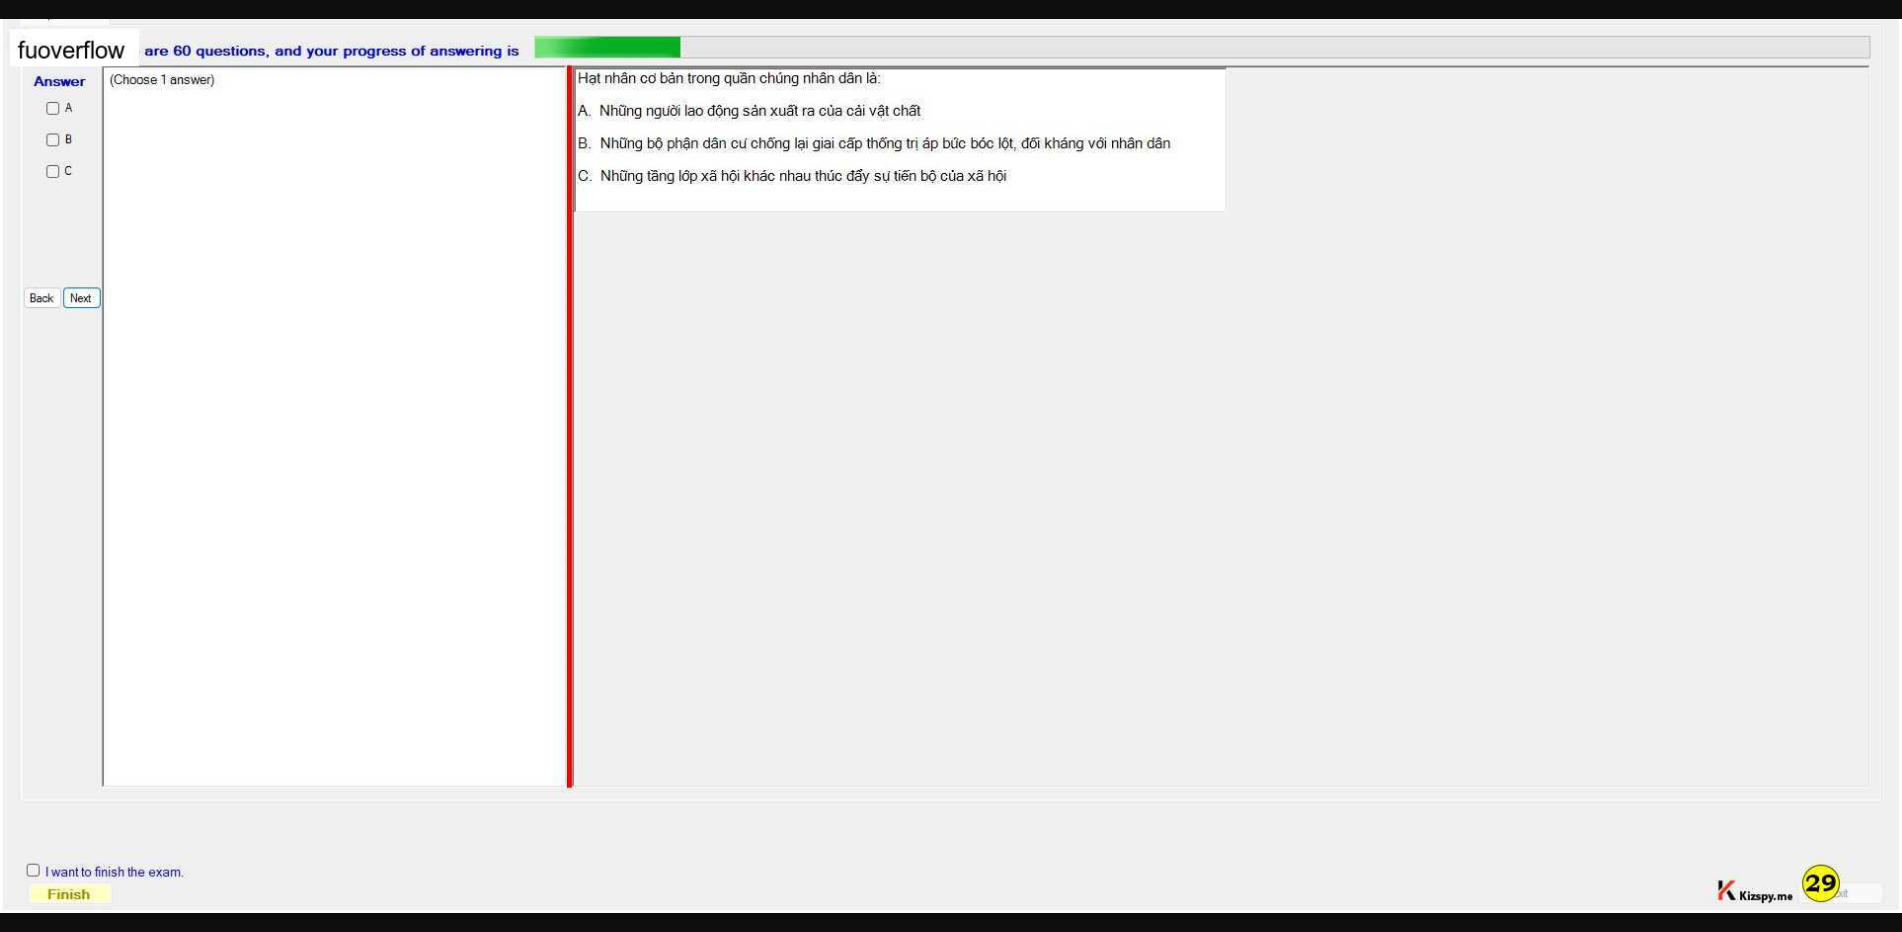 fuoverflow are 60 questions, and your progress of answering is
Answer
(Choose 1 answer)
A
B
C
Back Next
Hạt nhân cơ bản trong quần chúng nhân dân là:
A. Những người lao động sản xuất ra của cải vật chất
B. Những bộ phận dân cư chống lại giai cấp thống trị áp bức bóc lột, đối kháng với nhân dân
C. Những tầng lớp xã hội khác nhau thúc đẩy sự tiến bộ của xã hội
I want to finish the exam.
Finish
Kizspy.me
29